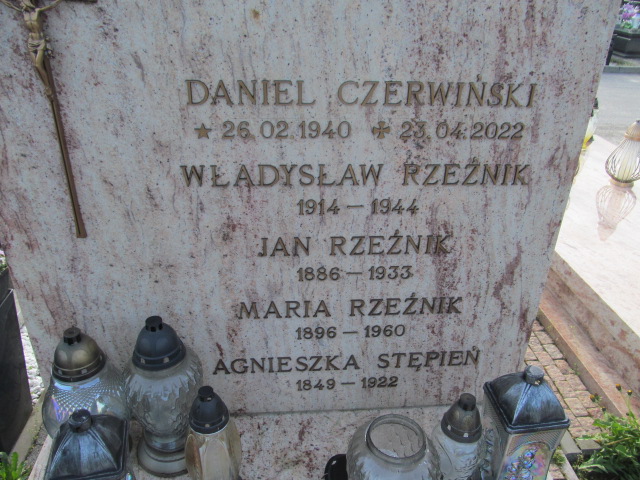 DANIEL CZERWIŃSKI
★ 26.02.1940 ✠ 23.04.2022
WŁADYSŁAW RZEŹNIK
1914 — 1944
JAN RZEŹNIK
1886 — 1933
MARIA RZEŹNIK
1896 — 1960
AGNIESZKA STĘPIEŃ
1849 — 1922